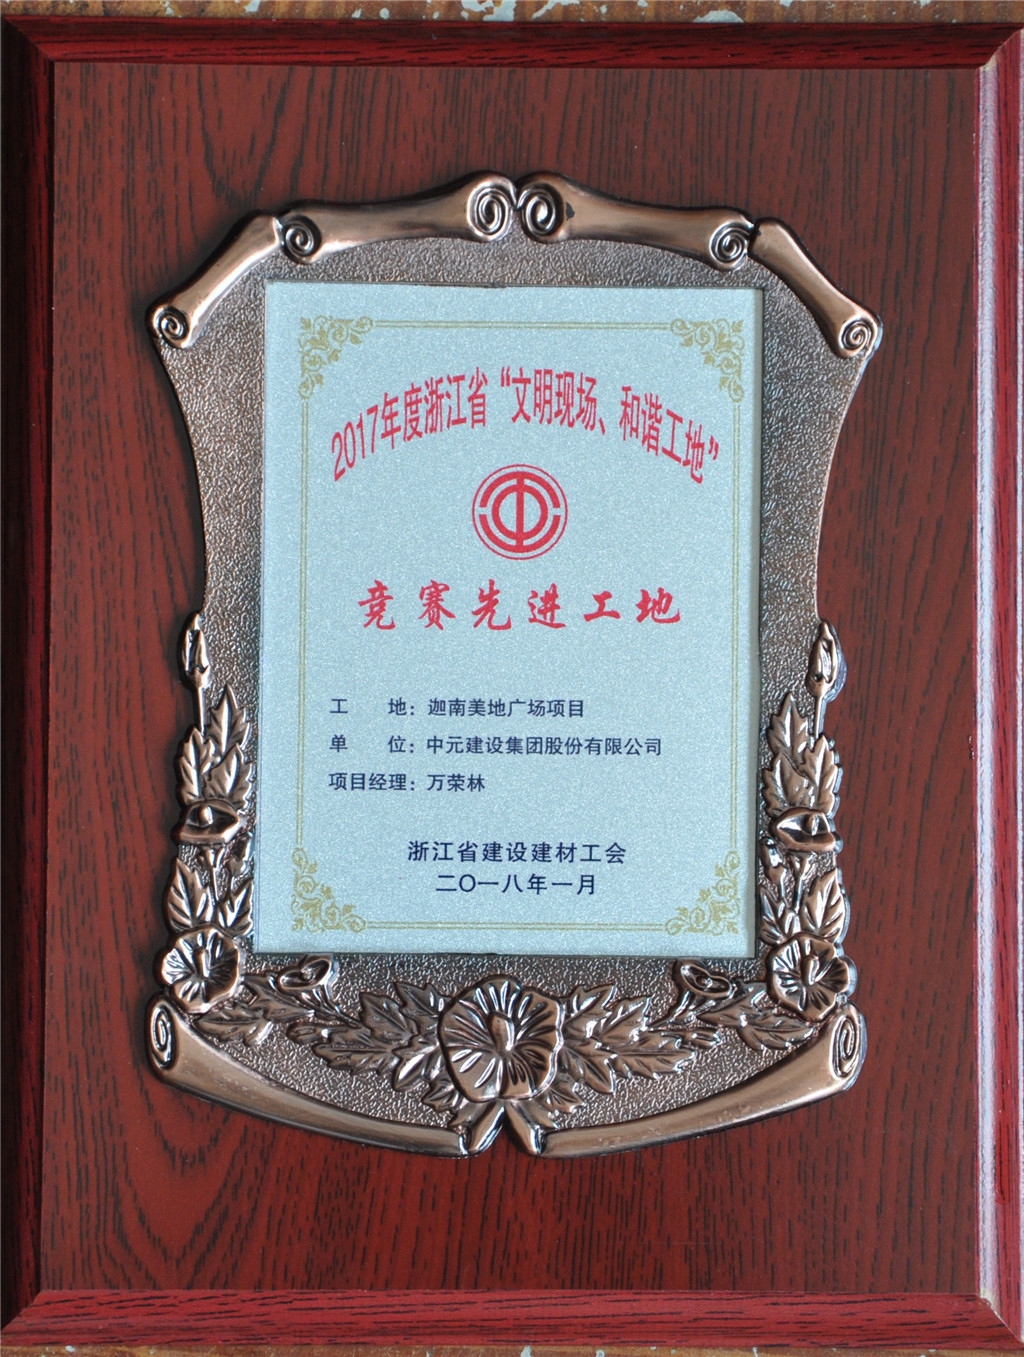 2017年度浙江省“文明现场、和谐工地”
竞赛先进工地
工 地：迦南美地广场项目
单 位：中元建设集团股份有限公司
项目经理：万荣林
浙江省建设建材工会
二〇一八年一月